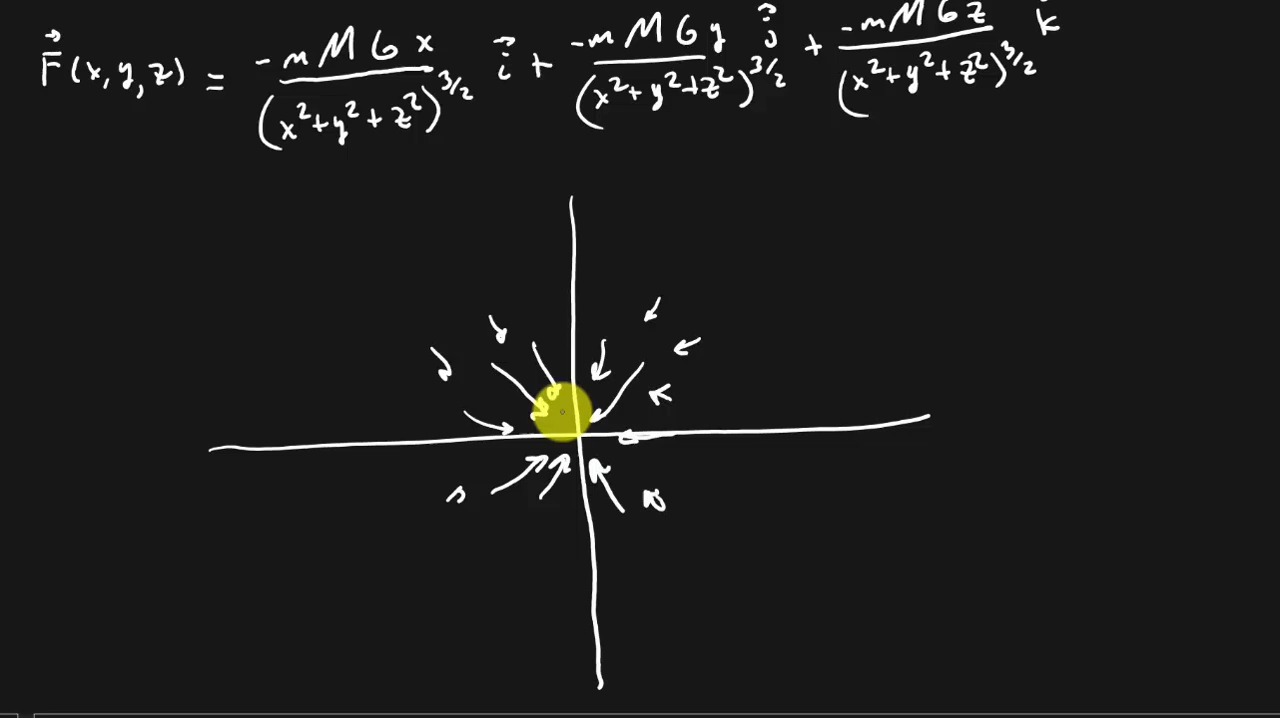 F⃗(x, y, z) = -mMGx/(x²+y²+z²)^3/2 i⃗ + -mMGy/(x²+y²+z²)^3/2 j⃗ + -mMGz/(x²+y²+z²)^3/2 k⃗